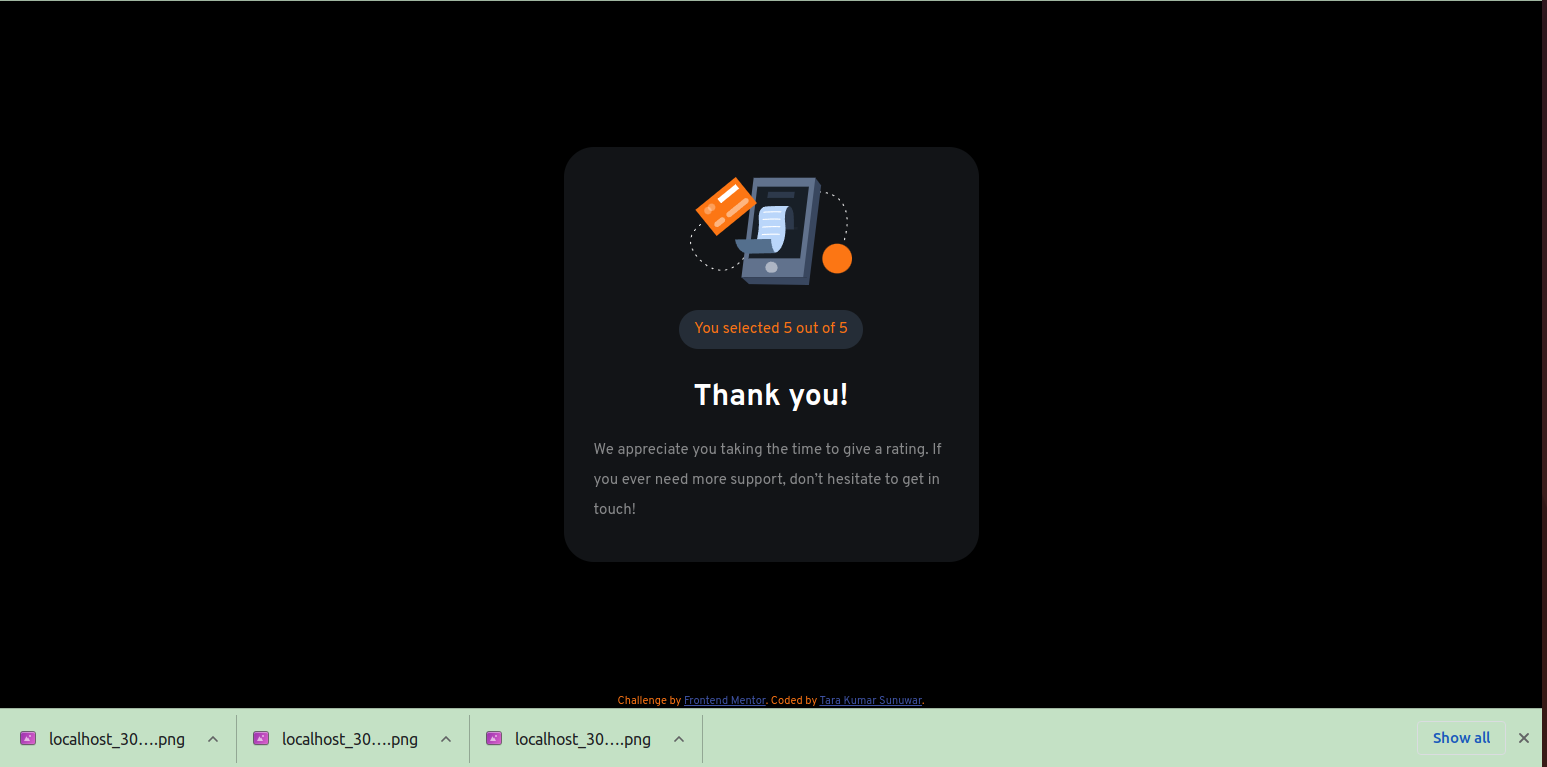 You selected 5 out of 5
Thank you!
We appreciate you taking the time to give a rating. If
you ever need more support, don’t hesitate to get in
touch!
Challenge by Frontend Mentor. Coded by Tara Kumar Sunuwar.
localhost_30....png
localhost_30....png
localhost_30....png
Show all